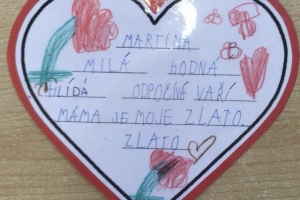 MARTINA
MILÁ HODNÁ
HLÍDÁ ODPOČÍVÁ VAŘÍ
MÁMA JE MOJE ZLATO.
ZLATO